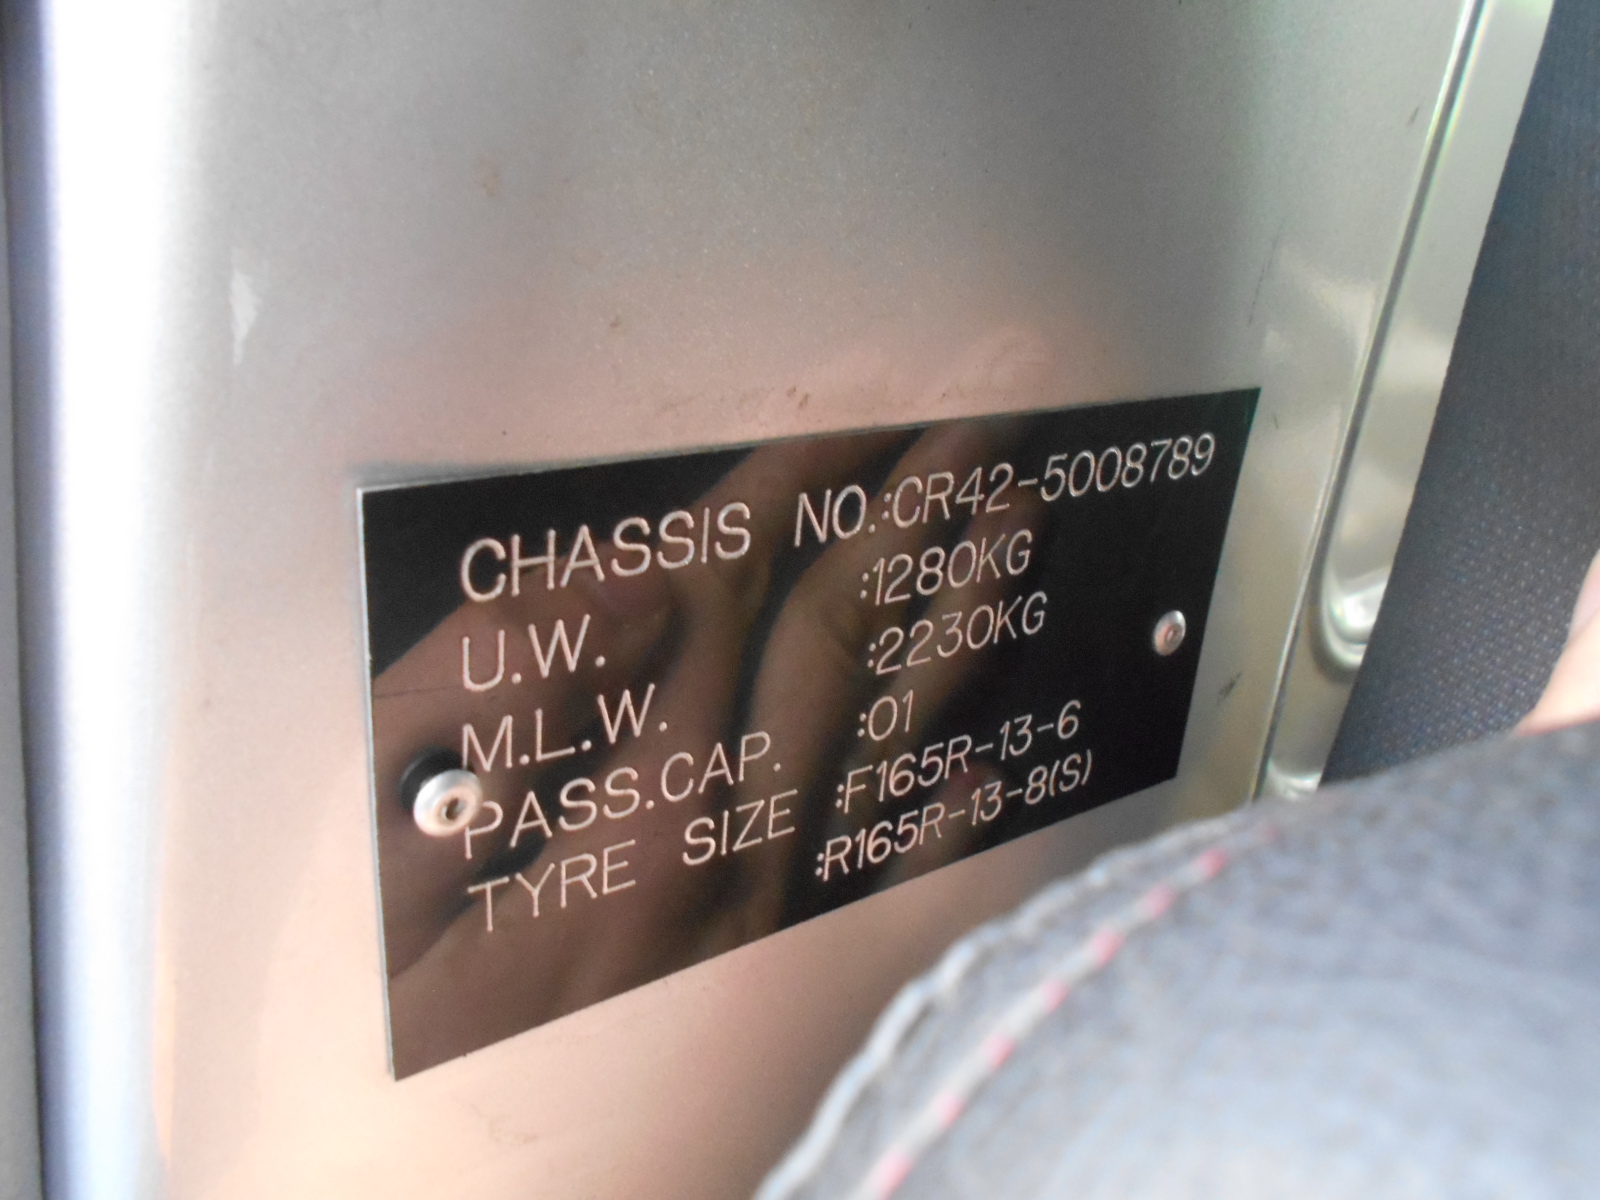 CHASSIS NO.:CR42-5008789
U.W. :1280KG
M.L.W. :2230KG
PASS.CAP. :01
TYRE SIZE :F165R-13-6
:R165R-13-8(S)